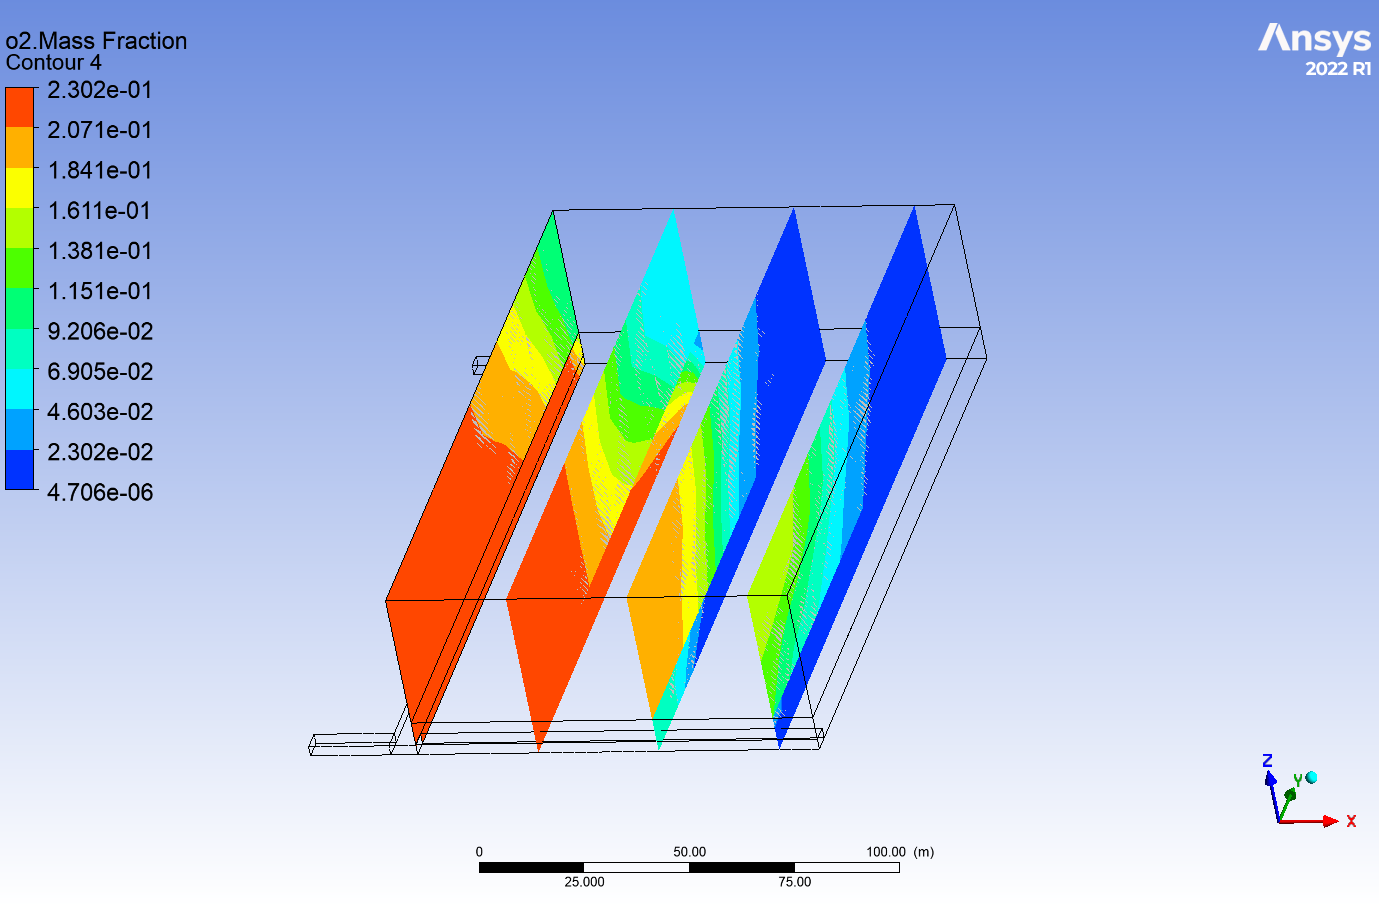 o2.Mass Fraction
Contour 4
2.302e-01
2.071e-01
1.841e-01
1.611e-01
1.381e-01
1.151e-01
9.206e-02
6.905e-02
4.603e-02
2.302e-02
4.706e-06
Ansys
2022 R1
Z
Y
X
0 50.00 100.00 (m)
25.000 75.00